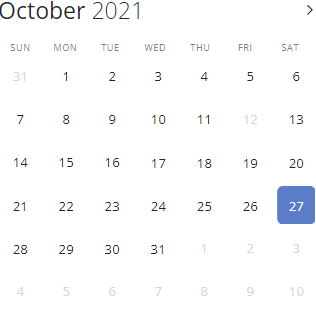 October 2021
SUN MON TUE WED THU FRI SAT
31 1 2 3 4 5 6
7 8 9 10 11 12 13
14 15 16 17 18 19 20
21 22 23 24 25 26 27
28 29 30 31 1 2 3
4 5 6 7 8 9 10